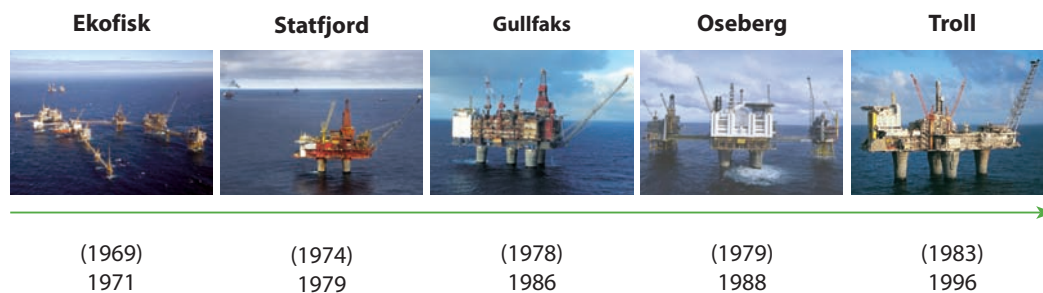 Ekofisk
Statfjord
Gullfaks
Oseberg
Troll
(1969)
(1974)
(1978)
(1979)
(1983)
1971
1979
1986
1988
1996